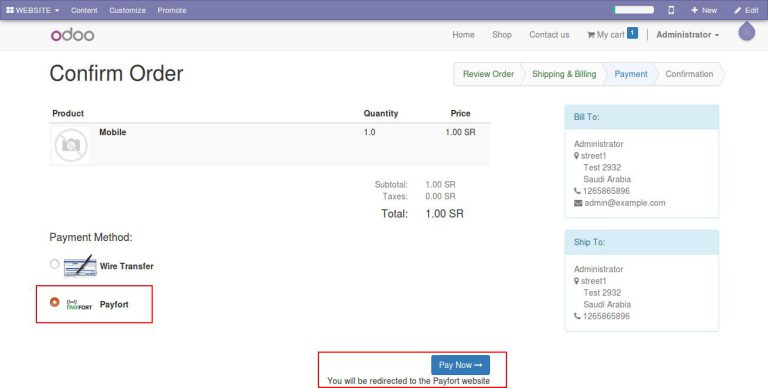 WEBSITE Content Customize Promote New Edit
odoo Home Shop Contact us My cart 1 Administrator
Confirm Order
Review Order Shipping & Billing Payment Confirmation
Product Quantity Price
Mobile 1.0 1.00 SR
Subtotal: 1.00 SR
Taxes: 0.00 SR
Total: 1.00 SR
Bill To:
Administrator
street1
Test 2932
Saudi Arabia
1265865896
admin@example.com
Payment Method:
Wire Transfer
PAYFORT Payfort
Ship To:
Administrator
street1
Test 2932
Saudi Arabia
1265865896
Pay Now
You will be redirected to the Payfort website